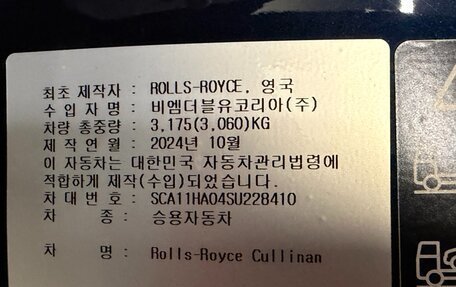 최초 제작자 : ROLLS-ROYCE, 영국
수 입 자 명 : 비엠더블유코리아(주)
차량 총중량 : 3,175(3,060)KG
제 작 연 월 : 2024년 10월
이 자동차는 대한민국 자동차관리법령에
적합하게 제작(수입)되었습니다.
차 대 번 호 : SCA11HA04SU228410
차 종 : 승용자동차
차 명 : Rolls-Royce Cullinan